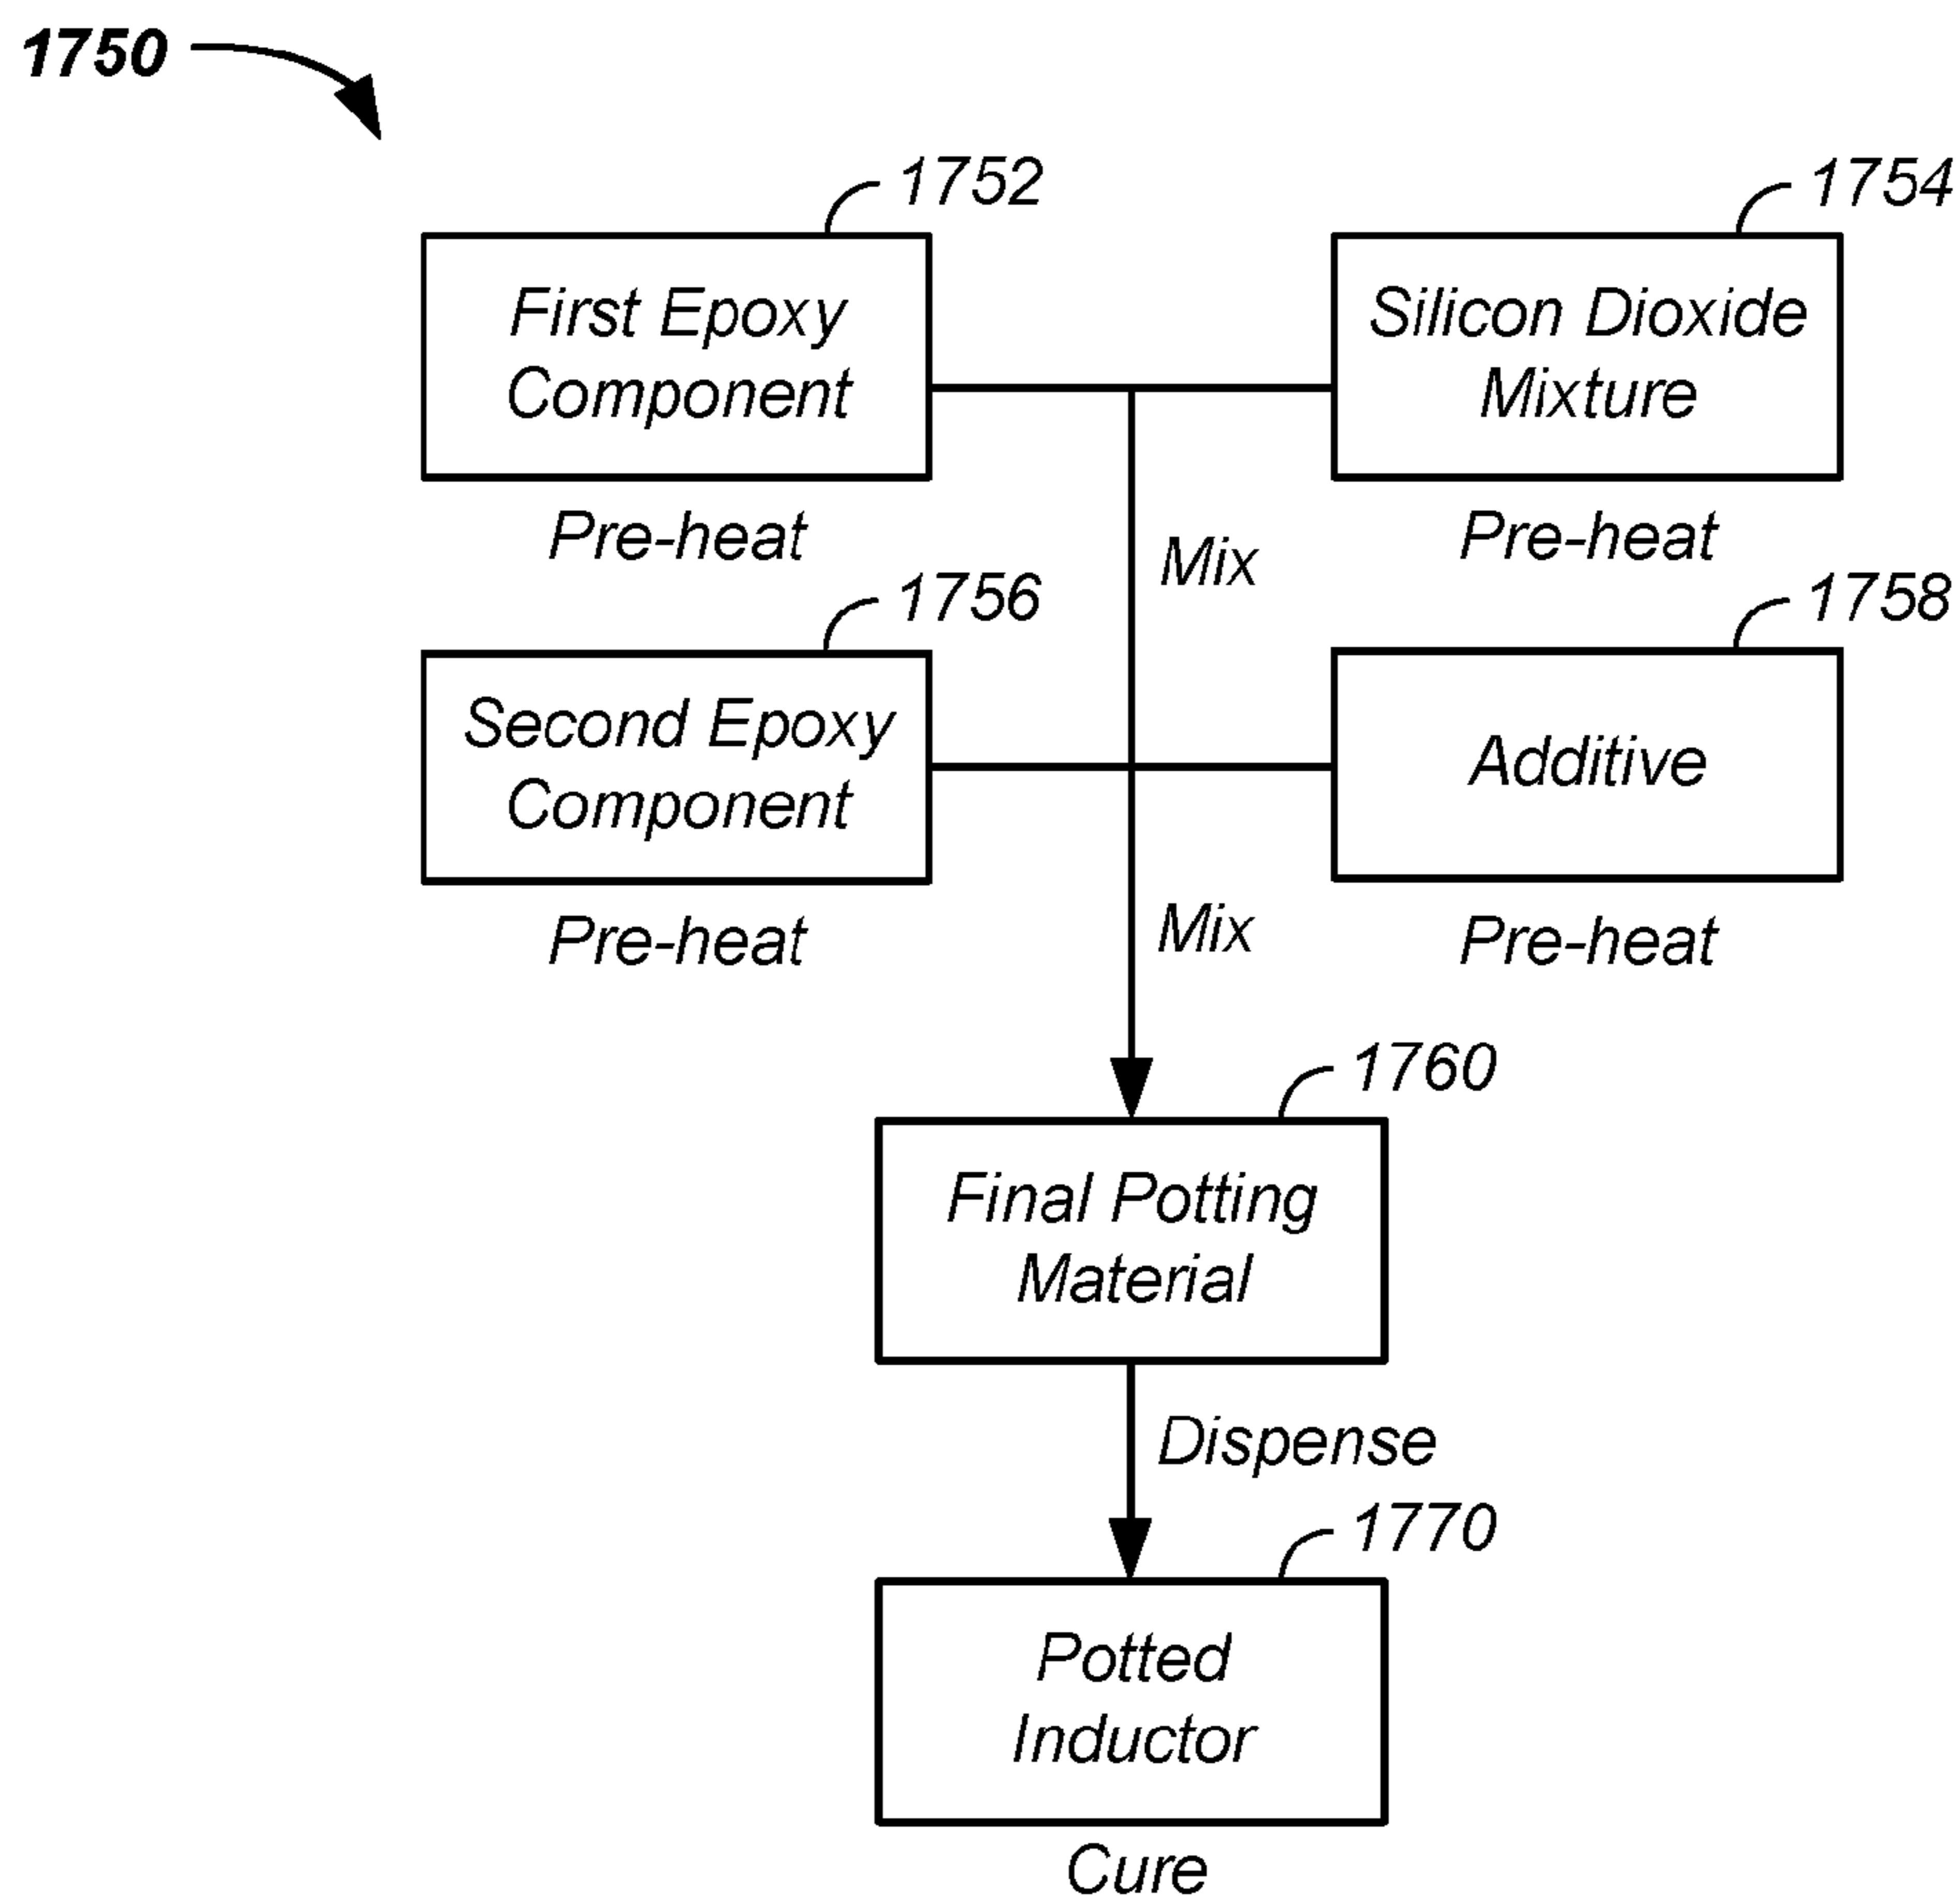 1750
1752
1754
First Epoxy
Component
Silicon Dioxide
Mixture
Pre-heat
Pre-heat
Mix
1756
1758
Second Epoxy
Component
Additive
Pre-heat
Pre-heat
Mix
1760
Final Potting
Material
Dispense
1770
Potted
Inductor
Cure